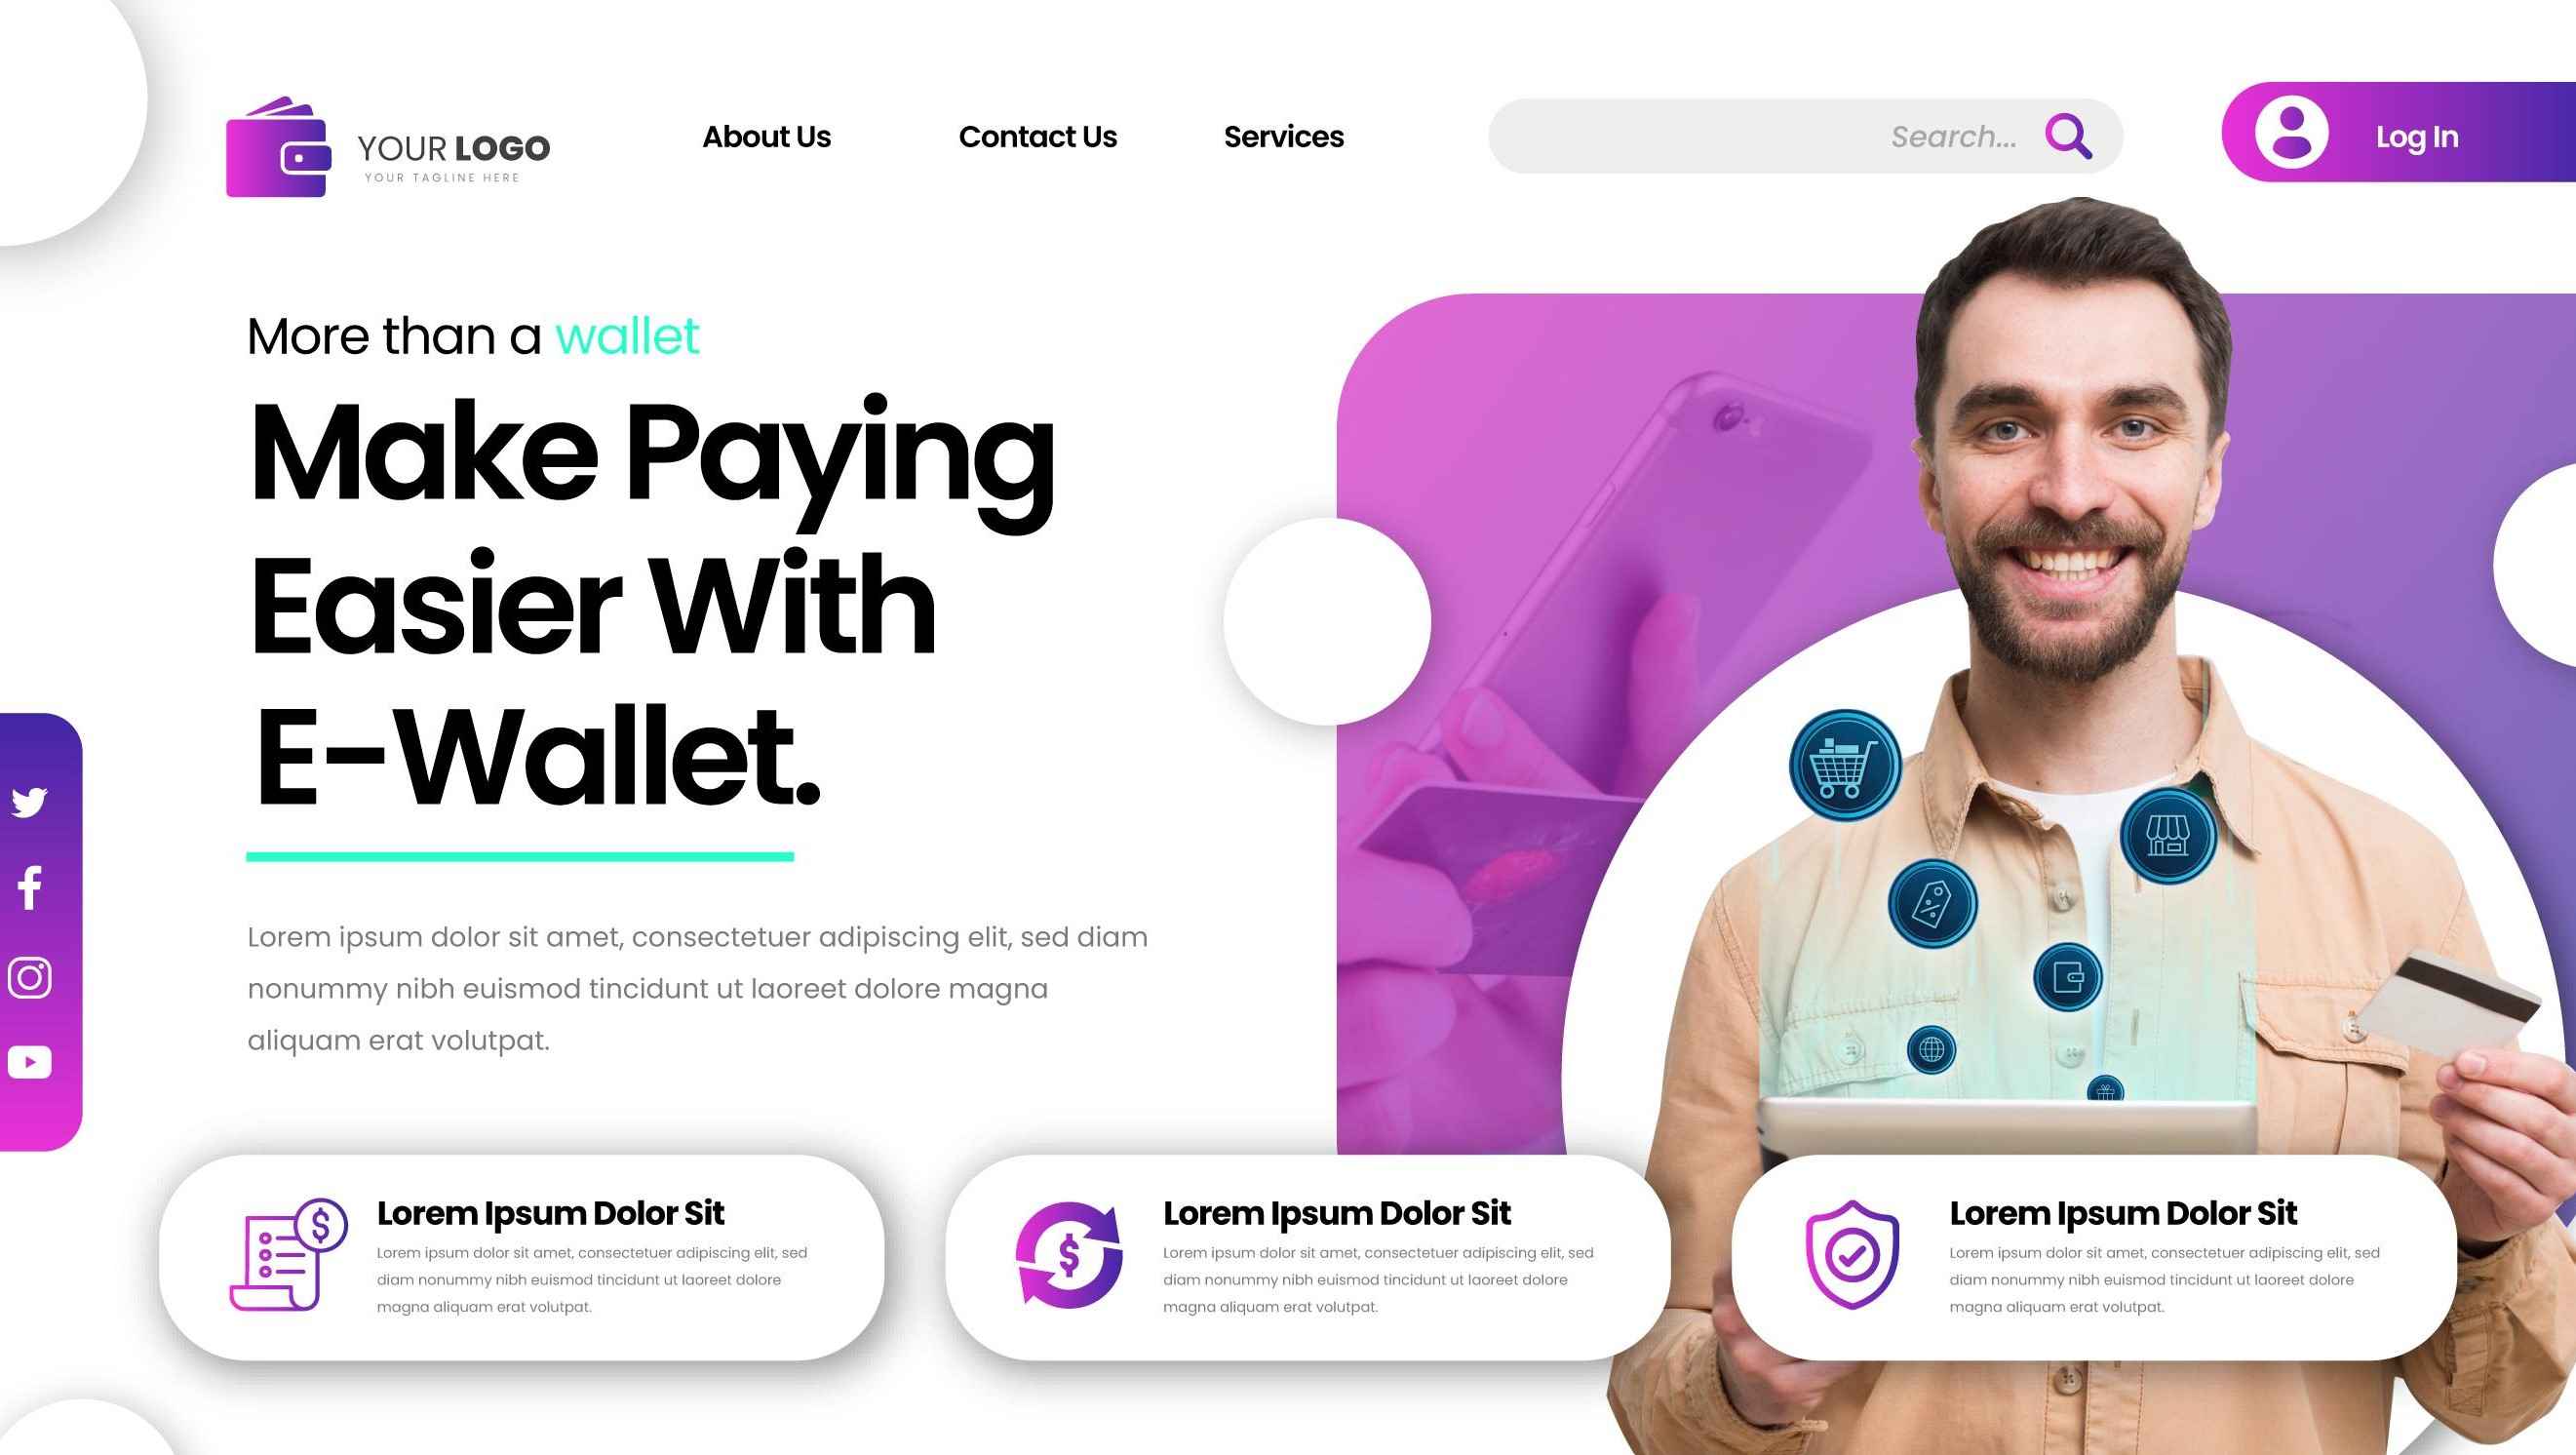 YOUR LOGO
YOUR TAGLINE HERE
About Us
Contact Us
Services
Search...
Log In
More than a wallet
Make Paying
Easier With
E-Wallet.
Lorem ipsum dolor sit amet, consectetuer adipiscing elit, sed diam
nonummy nibh euismod tincidunt ut laoreet dolore magna
aliquam erat volutpat.
Lorem Ipsum Dolor Sit
Lorem ipsum dolor sit amet, consectetuer adipiscing elit, sed
diam nonummy nibh euismod tincidunt ut laoreet dolore
magna aliquam erat volutpat.
Lorem Ipsum Dolor Sit
Lorem ipsum dolor sit amet, consectetuer adipiscing elit, sed
diam nonummy nibh euismod tincidunt ut laoreet dolore
magna aliquam erat volutpat.
Lorem Ipsum Dolor Sit
Lorem ipsum dolor sit amet, consectetuer adipiscing elit, sed
diam nonummy nibh euismod tincidunt ut laoreet dolore
magna aliquam erat volutpat.